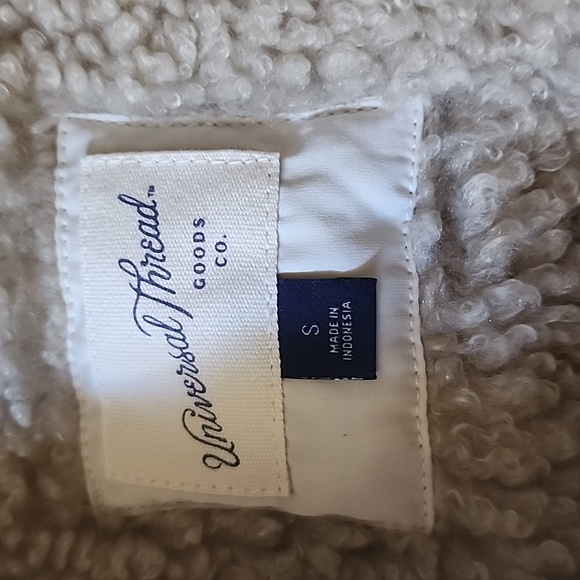 Universal Thread™
GOODS
CO.
S
MADE IN
INDONESIA